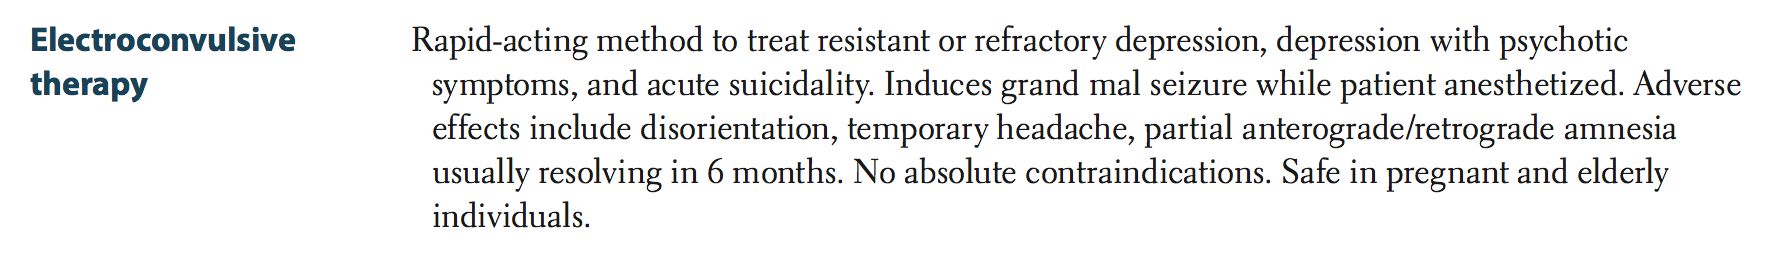 Electroconvulsive
therapy
Rapid-acting method to treat resistant or refractory depression, depression with psychotic
symptoms, and acute suicidality. Induces grand mal seizure while patient anesthetized. Adverse
effects include disorientation, temporary headache, partial anterograde/retrograde amnesia
usually resolving in 6 months. No absolute contraindications. Safe in pregnant and elderly
individuals.